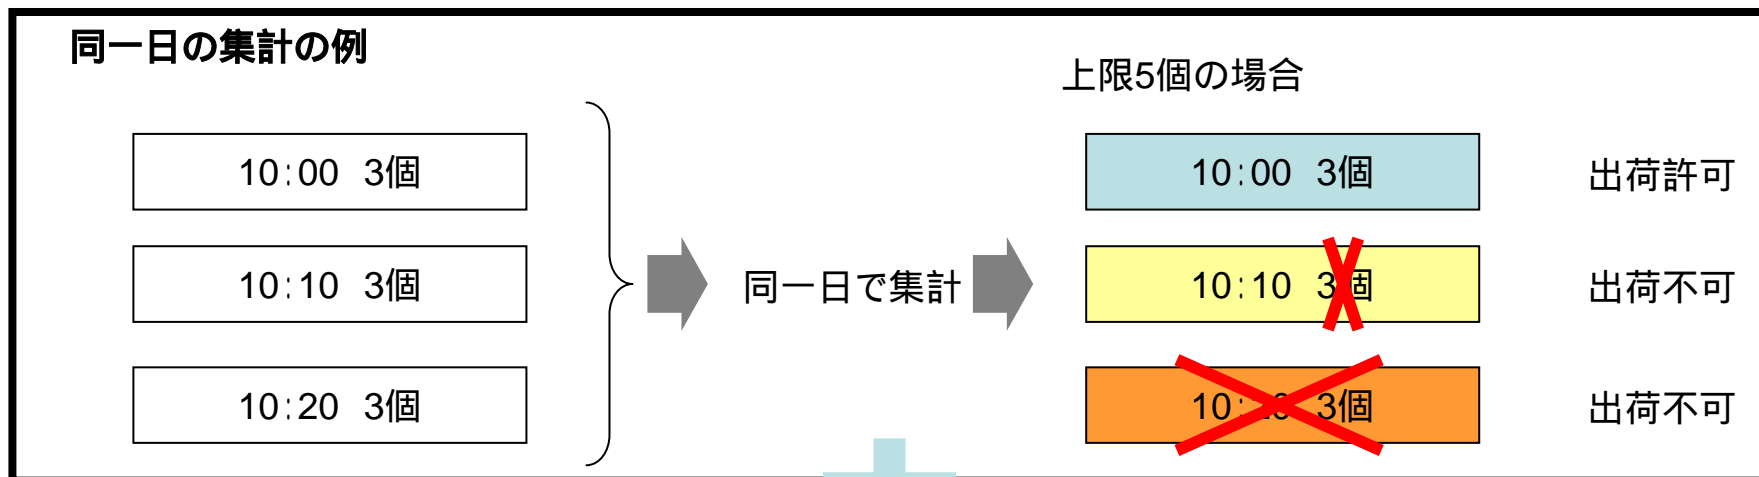 同一日の集計の例
上限5個の場合
10:00 3個
10:00 3個
出荷許可
10:10 3個
同一日で集計
10:10 3個
出荷不可
10:20 3個
10:20 3個
出荷不可